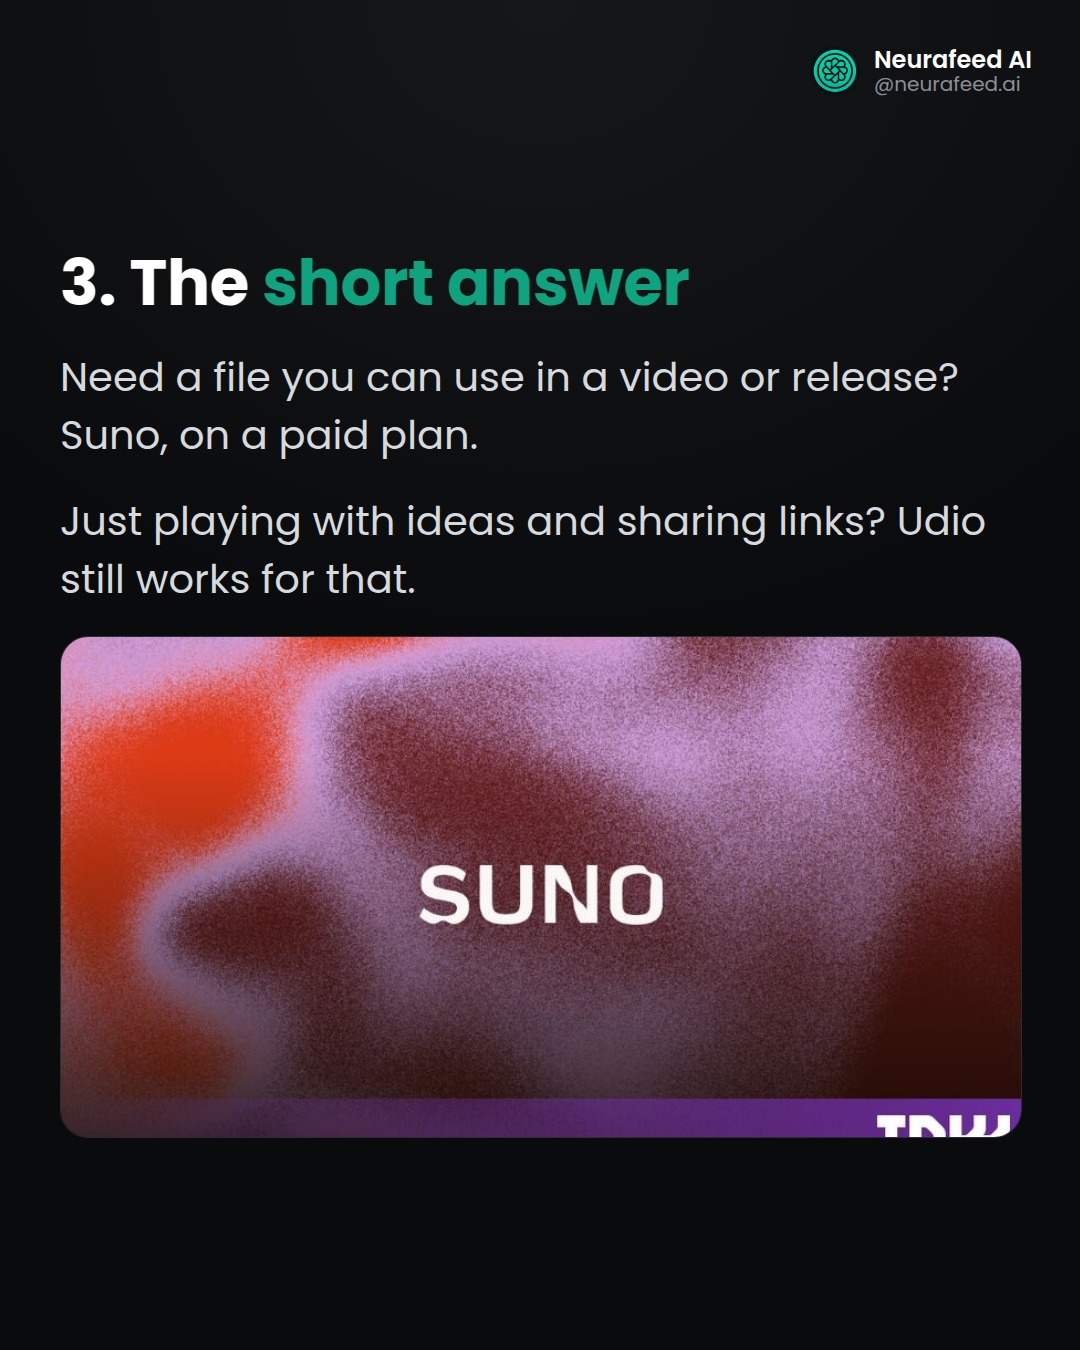 Neurafeed AI
@neurafeed.ai
3. The short answer
Need a file you can use in a video or release?
Suno, on a paid plan.
Just playing with ideas and sharing links? Udio
still works for that.
SUNO